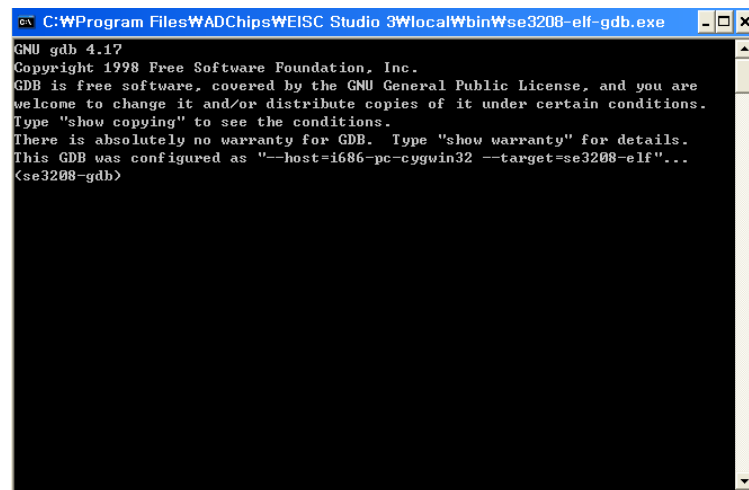 C:₩Program Files₩ADChips₩EISC Studio 3₩local₩bin₩se3208-elf-gdb.exe
GNU gdb 4.17
Copyright 1998 Free Software Foundation, Inc.
GDB is free software, covered by the GNU General Public License, and you are
welcome to change it and/or distribute copies of it under certain conditions.
Type "show copying" to see the conditions.
There is absolutely no warranty for GDB.  Type "show warranty" for details.
This GDB was configured as "--host=i686-pc-cygwin32 --target=se3208-elf"...
(se3208-gdb)